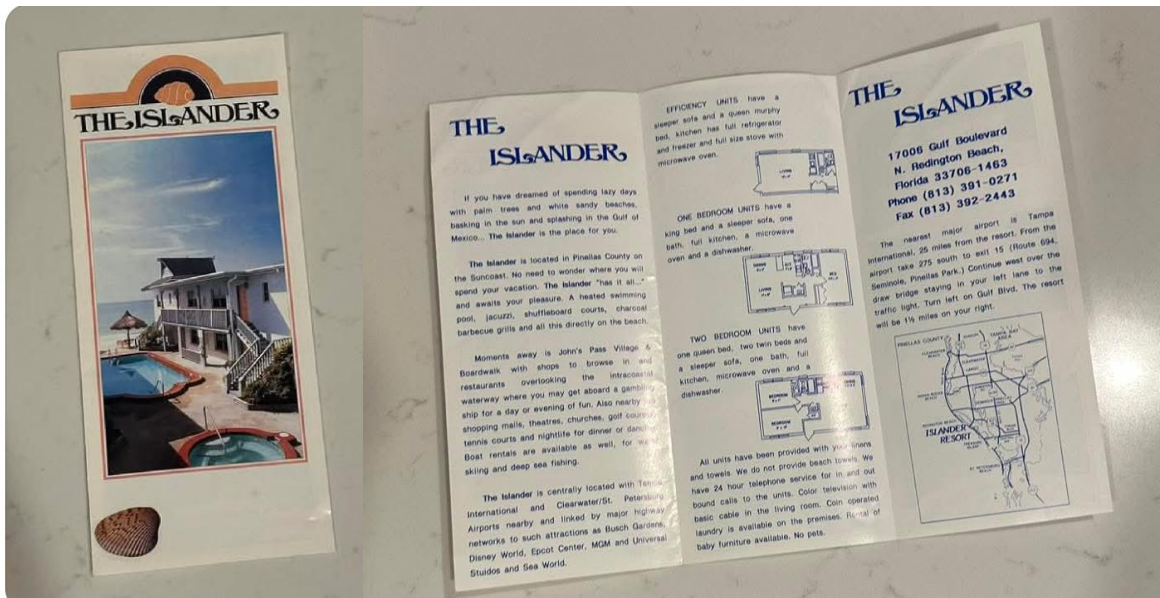 THE ISLANDER
THE
ISLANDER
If you have dreamed of spending lazy days
with palm trees and white sandy beaches,
basking in the sun and splashing in the Gulf of
Mexico... The Islander is the place for you.
The Islander is located in Pinellas County on
the Suncoast. No need to wonder where you will
spend your vacation. The Islander "has it all..."
and awaits your pleasure. A heated swimming
pool, jacuzzi, shuffleboard courts, charcoal
barbecue grills and all this directly on the beach.
Moments away is John's Pass Village &
Boardwalk with shops to browse in and
restaurants overlooking the intracoastal
waterway where you may get aboard a gambling
ship for a day or evening of fun. Also nearby
shopping malls, theatres, churches, golf courses,
tennis courts and nightlife for dinner or dancing.
Boat rentals are available as well, for water
skiing and deep sea fishing.
The Islander is centrally located with Tampa
International and Clearwater/St. Petersburg
Airports nearby and linked by major highway
networks to such attractions as Busch Gardens,
Disney World, Epcot Center, MGM and Universal
Stuidos and Sea World.
EFFICIENCY UNITS have a
sleeper sofa and a queen murphy
bed, kitchen has full refrigerator
and freezer and full size stove with
microwave oven.
LIVING
ONE BEDROOM UNITS have a
king bed and a sleeper sofa, one
bath, full kitchen, a microwave
oven and a dishwasher.
DINING
LIVING
BED
TWO BEDROOM UNITS have
one queen bed, two twin beds and
a sleeper sofa, one bath, full
kitchen, microwave oven and a
dishwasher.
BEDROOM
BEDROOM
All units have been provided with your linens
and towels. We do not provide beach towels. We
have 24 hour telephone service for in and out
bound calls to the units. Color television with
basic cable in the living room. Coin operated
laundry is available on the premises. Rental of
baby furniture available. No pets.
THE
ISLANDER
17006 Gulf Boulevard
N. Redington Beach,
Florida 33706-1463
Phone (813) 391-0271
Fax (813) 392-2443
The nearest major airport is Tampa
International, 25 miles from the resort. From the
airport take 275 south to exit 15 (Route 694,
Seminole, Pinellas Park.) Continue west over the
draw bridge staying in your left lane to the
traffic light. Turn left on Gulf Blvd. The resort
will be 1½ miles on your right.
PINELLAS COUNTY
TAMPA BAY
AREA
CLEARWATER
BEACH
LARGO
ISLANDER
RESORT
ST. PETERSBURG
BEACH